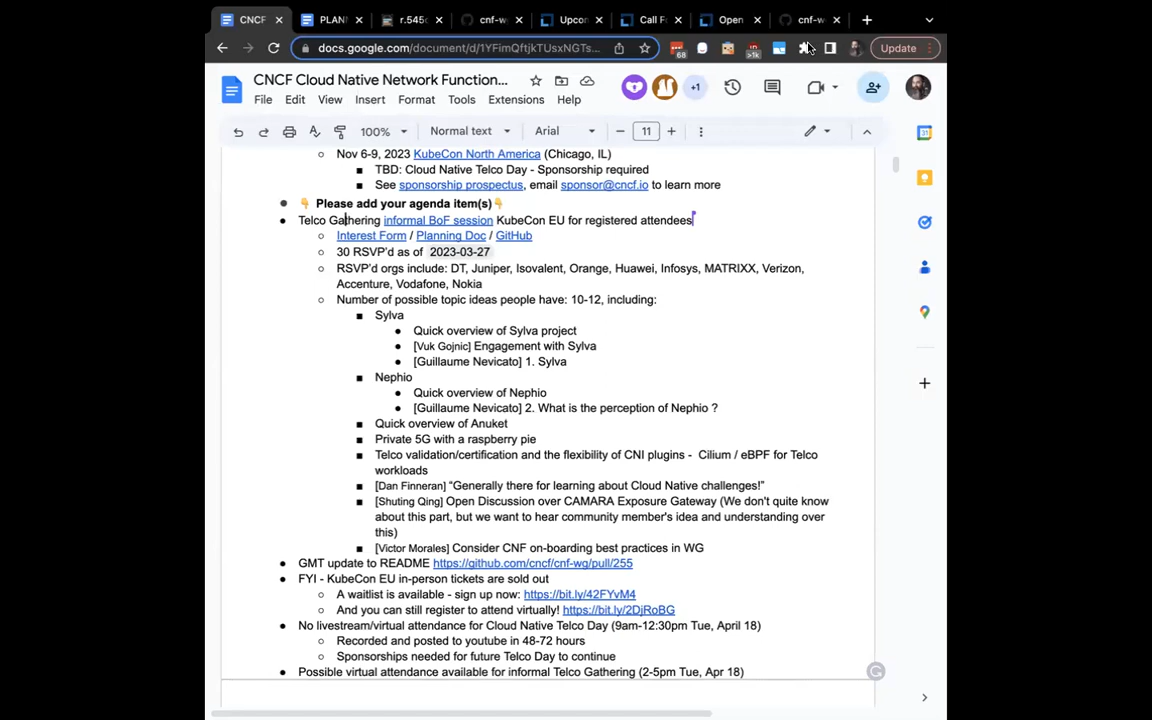 CNCF
PLANI
r.545c
cnf-w
Upcon
Call F
Open
cnf-w
docs.google.com/document/d/1YFimQftjkTUsxNGTs...
68
>1k
Update
CNCF Cloud Native Network Function...
+1
File Edit View Insert Format Tools Extensions Help
100% Normal text Arial 11
Nov 6-9, 2023 KubeCon North America (Chicago, IL)
TBD: Cloud Native Telco Day - Sponsorship required
See sponsorship prospectus, email sponsor@cncf.io to learn more
👇 Please add your agenda item(s)👇
Telco Gathering informal BoF session KubeCon EU for registered attendees
Interest Form / Planning Doc / GitHub
30 RSVP'd as of 2023-03-27
RSVP'd orgs include: DT, Juniper, Isovalent, Orange, Huawei, Infosys, MATRIXX, Verizon,
Accenture, Vodafone, Nokia
Number of possible topic ideas people have: 10-12, including:
Sylva
Quick overview of Sylva project
[Vuk Gojnic] Engagement with Sylva
[Guillaume Nevicato] 1. Sylva
Nephio
Quick overview of Nephio
[Guillaume Nevicato] 2. What is the perception of Nephio ?
Quick overview of Anuket
Private 5G with a raspberry pie
Telco validation/certification and the flexibility of CNI plugins - Cilium / eBPF for Telco
workloads
[Dan Finneran] “Generally there for learning about Cloud Native challenges!”
[Shuting Qing] Open Discussion over CAMARA Exposure Gateway (We don't quite know
about this part, but we want to hear community member's idea and understanding over
this)
[Victor Morales] Consider CNF on-boarding best practices in WG
GMT update to README https://github.com/cncf/cnf-wg/pull/255
FYI - KubeCon EU in-person tickets are sold out
A waitlist is available - sign up now: https://bit.ly/42FYvM4
And you can still register to attend virtually! https://bit.ly/2DjRoBG
No livestream/virtual attendance for Cloud Native Telco Day (9am-12:30pm Tue, April 18)
Recorded and posted to youtube in 48-72 hours
Sponsorships needed for future Telco Day to continue
Possible virtual attendance available for informal Telco Gathering (2-5pm Tue, Apr 18)